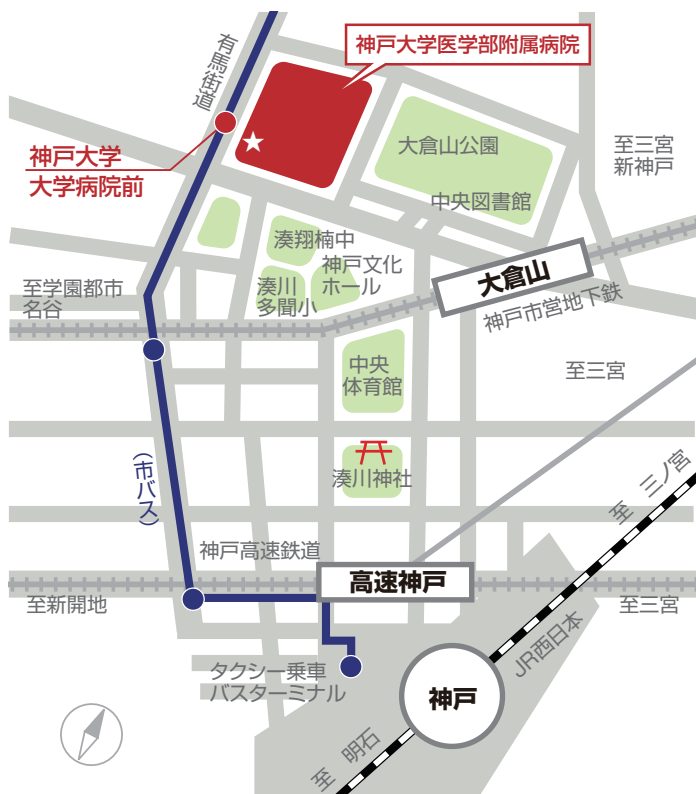 有馬街道
神戸大学医学部附属病院
神戸大学
大学病院前
大倉山公園
中央図書館
至三宮
新神戸
湊翔楠中
神戸文化
ホール
湊川
多聞小
至学園都市
名谷
大倉山
神戸市営地下鉄
中央
体育館
至三宮
湊川神社
(市バス)
至 三ノ宮
神戸高速鉄道
高速神戸
至新開地
至三宮
JR西日本
タクシー乗車
バスターミナル
神戸
至 明石